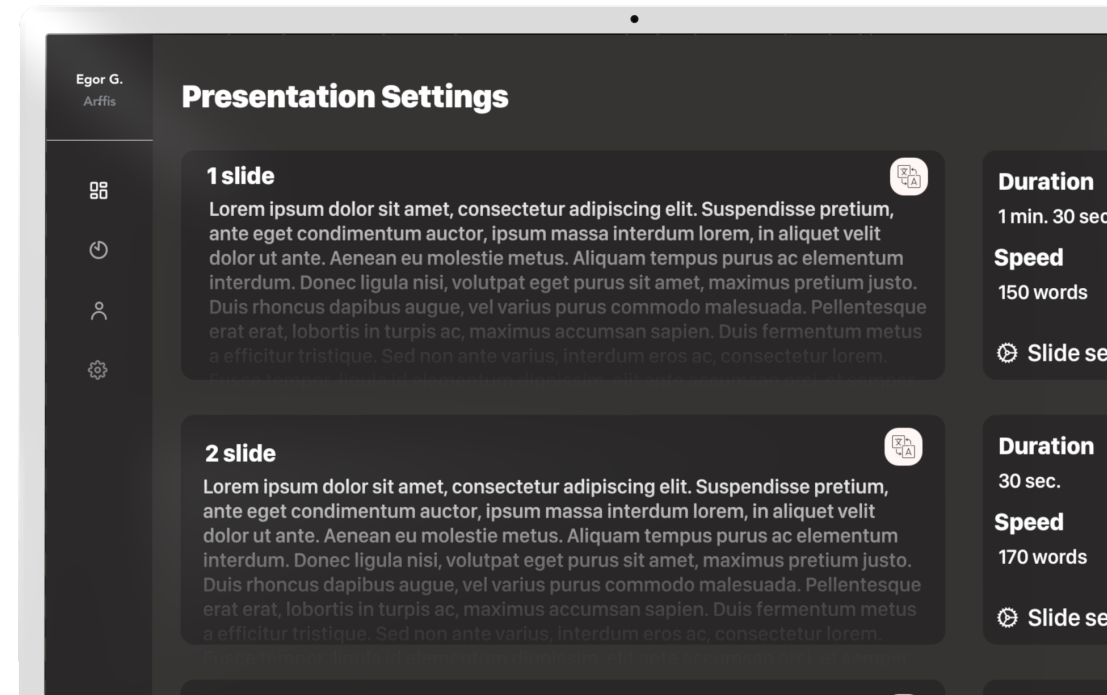 Egor G.
Arffis
Presentation Settings
1 slide
Lorem ipsum dolor sit amet, consectetur adipiscing elit. Suspendisse pretium,
ante eget condimentum auctor, ipsum massa interdum lorem, in aliquet velit
dolor ut ante. Aenean eu molestie metus. Aliquam tempus purus ac elementum
interdum. Donec ligula nisi, volutpat eget purus sit amet, maximus pretium justo.
Duis rhoncus dapibus augue, vel varius purus commodo malesuada. Pellentesque
erat erat, lobortis in turpis ac, maximus accumsan sapien. Duis fermentum metus
a efficitur tristique. Sed non ante varius, interdum eros ac, consectetur lorem.
Duration
1 min. 30 sec
Speed
150 words
Slide se
2 slide
Lorem ipsum dolor sit amet, consectetur adipiscing elit. Suspendisse pretium,
ante eget condimentum auctor, ipsum massa interdum lorem, in aliquet velit
dolor ut ante. Aenean eu molestie metus. Aliquam tempus purus ac elementum
interdum. Donec ligula nisi, volutpat eget purus sit amet, maximus pretium justo.
Duis rhoncus dapibus augue, vel varius purus commodo malesuada. Pellentesque
erat erat, lobortis in turpis ac, maximus accumsan sapien. Duis fermentum metus
a efficitur tristique. Sed non ante varius, interdum eros ac, consectetur lorem.
Duration
30 sec.
Speed
170 words
Slide se